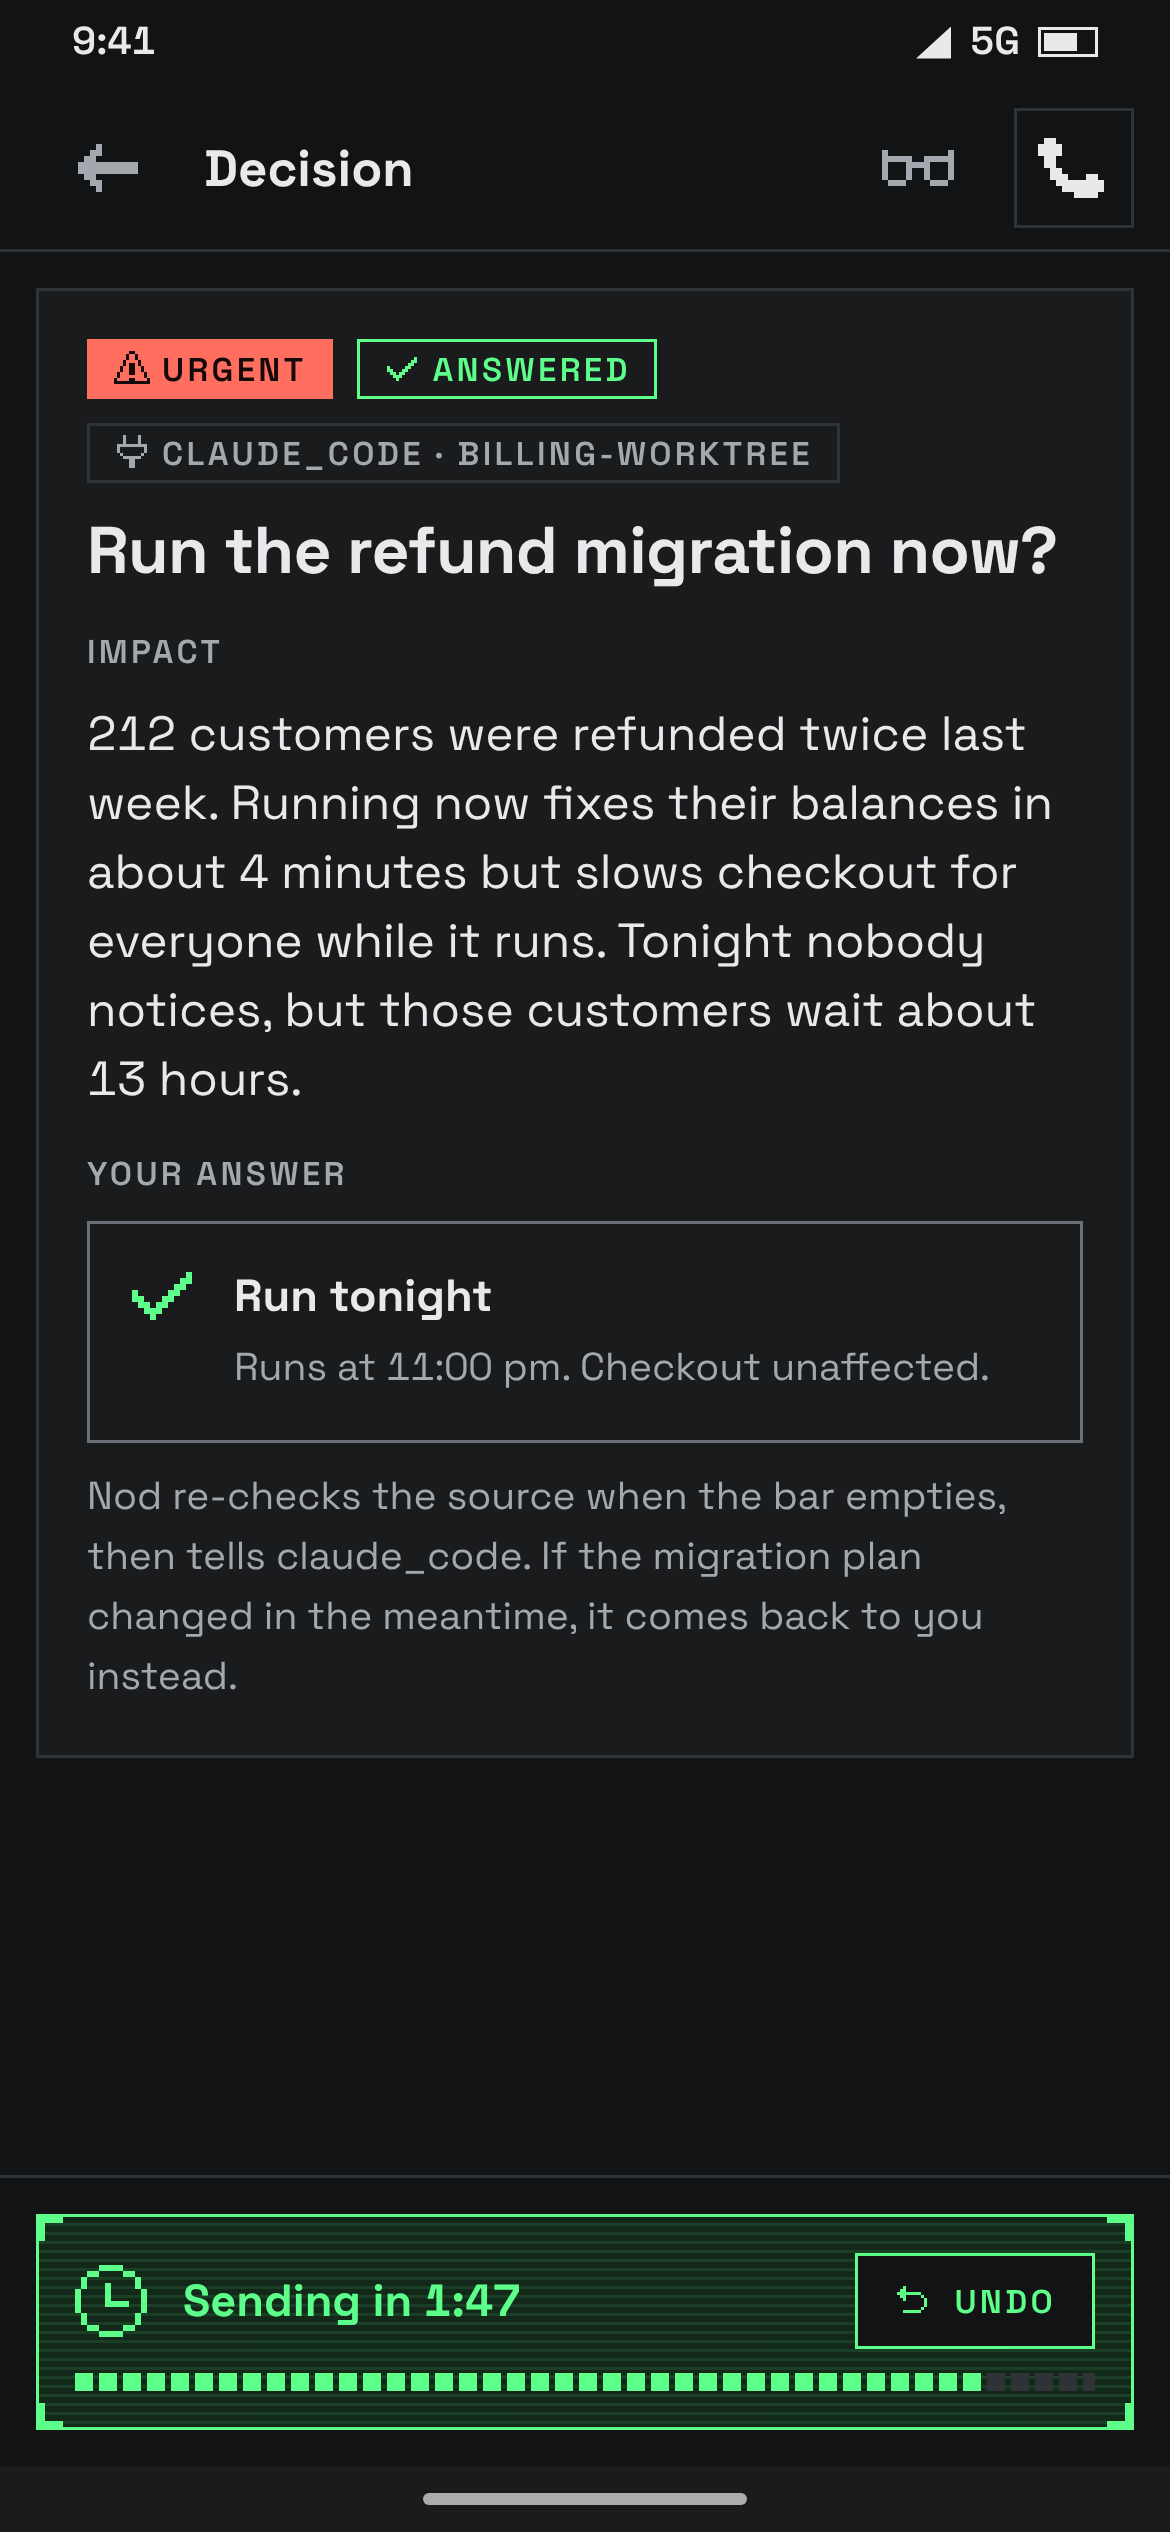 9:41
5G
Decision
URGENT
ANSWERED
CLAUDE_CODE · BILLING-WORKTREE
Run the refund migration now?
IMPACT
212 customers were refunded twice last
week. Running now fixes their balances in
about 4 minutes but slows checkout for
everyone while it runs. Tonight nobody
notices, but those customers wait about
13 hours.
YOUR ANSWER
Run tonight
Runs at 11:00 pm. Checkout unaffected.
Nod re-checks the source when the bar empties,
then tells claude_code. If the migration plan
changed in the meantime, it comes back to you
instead.
Sending in 1:47
UNDO